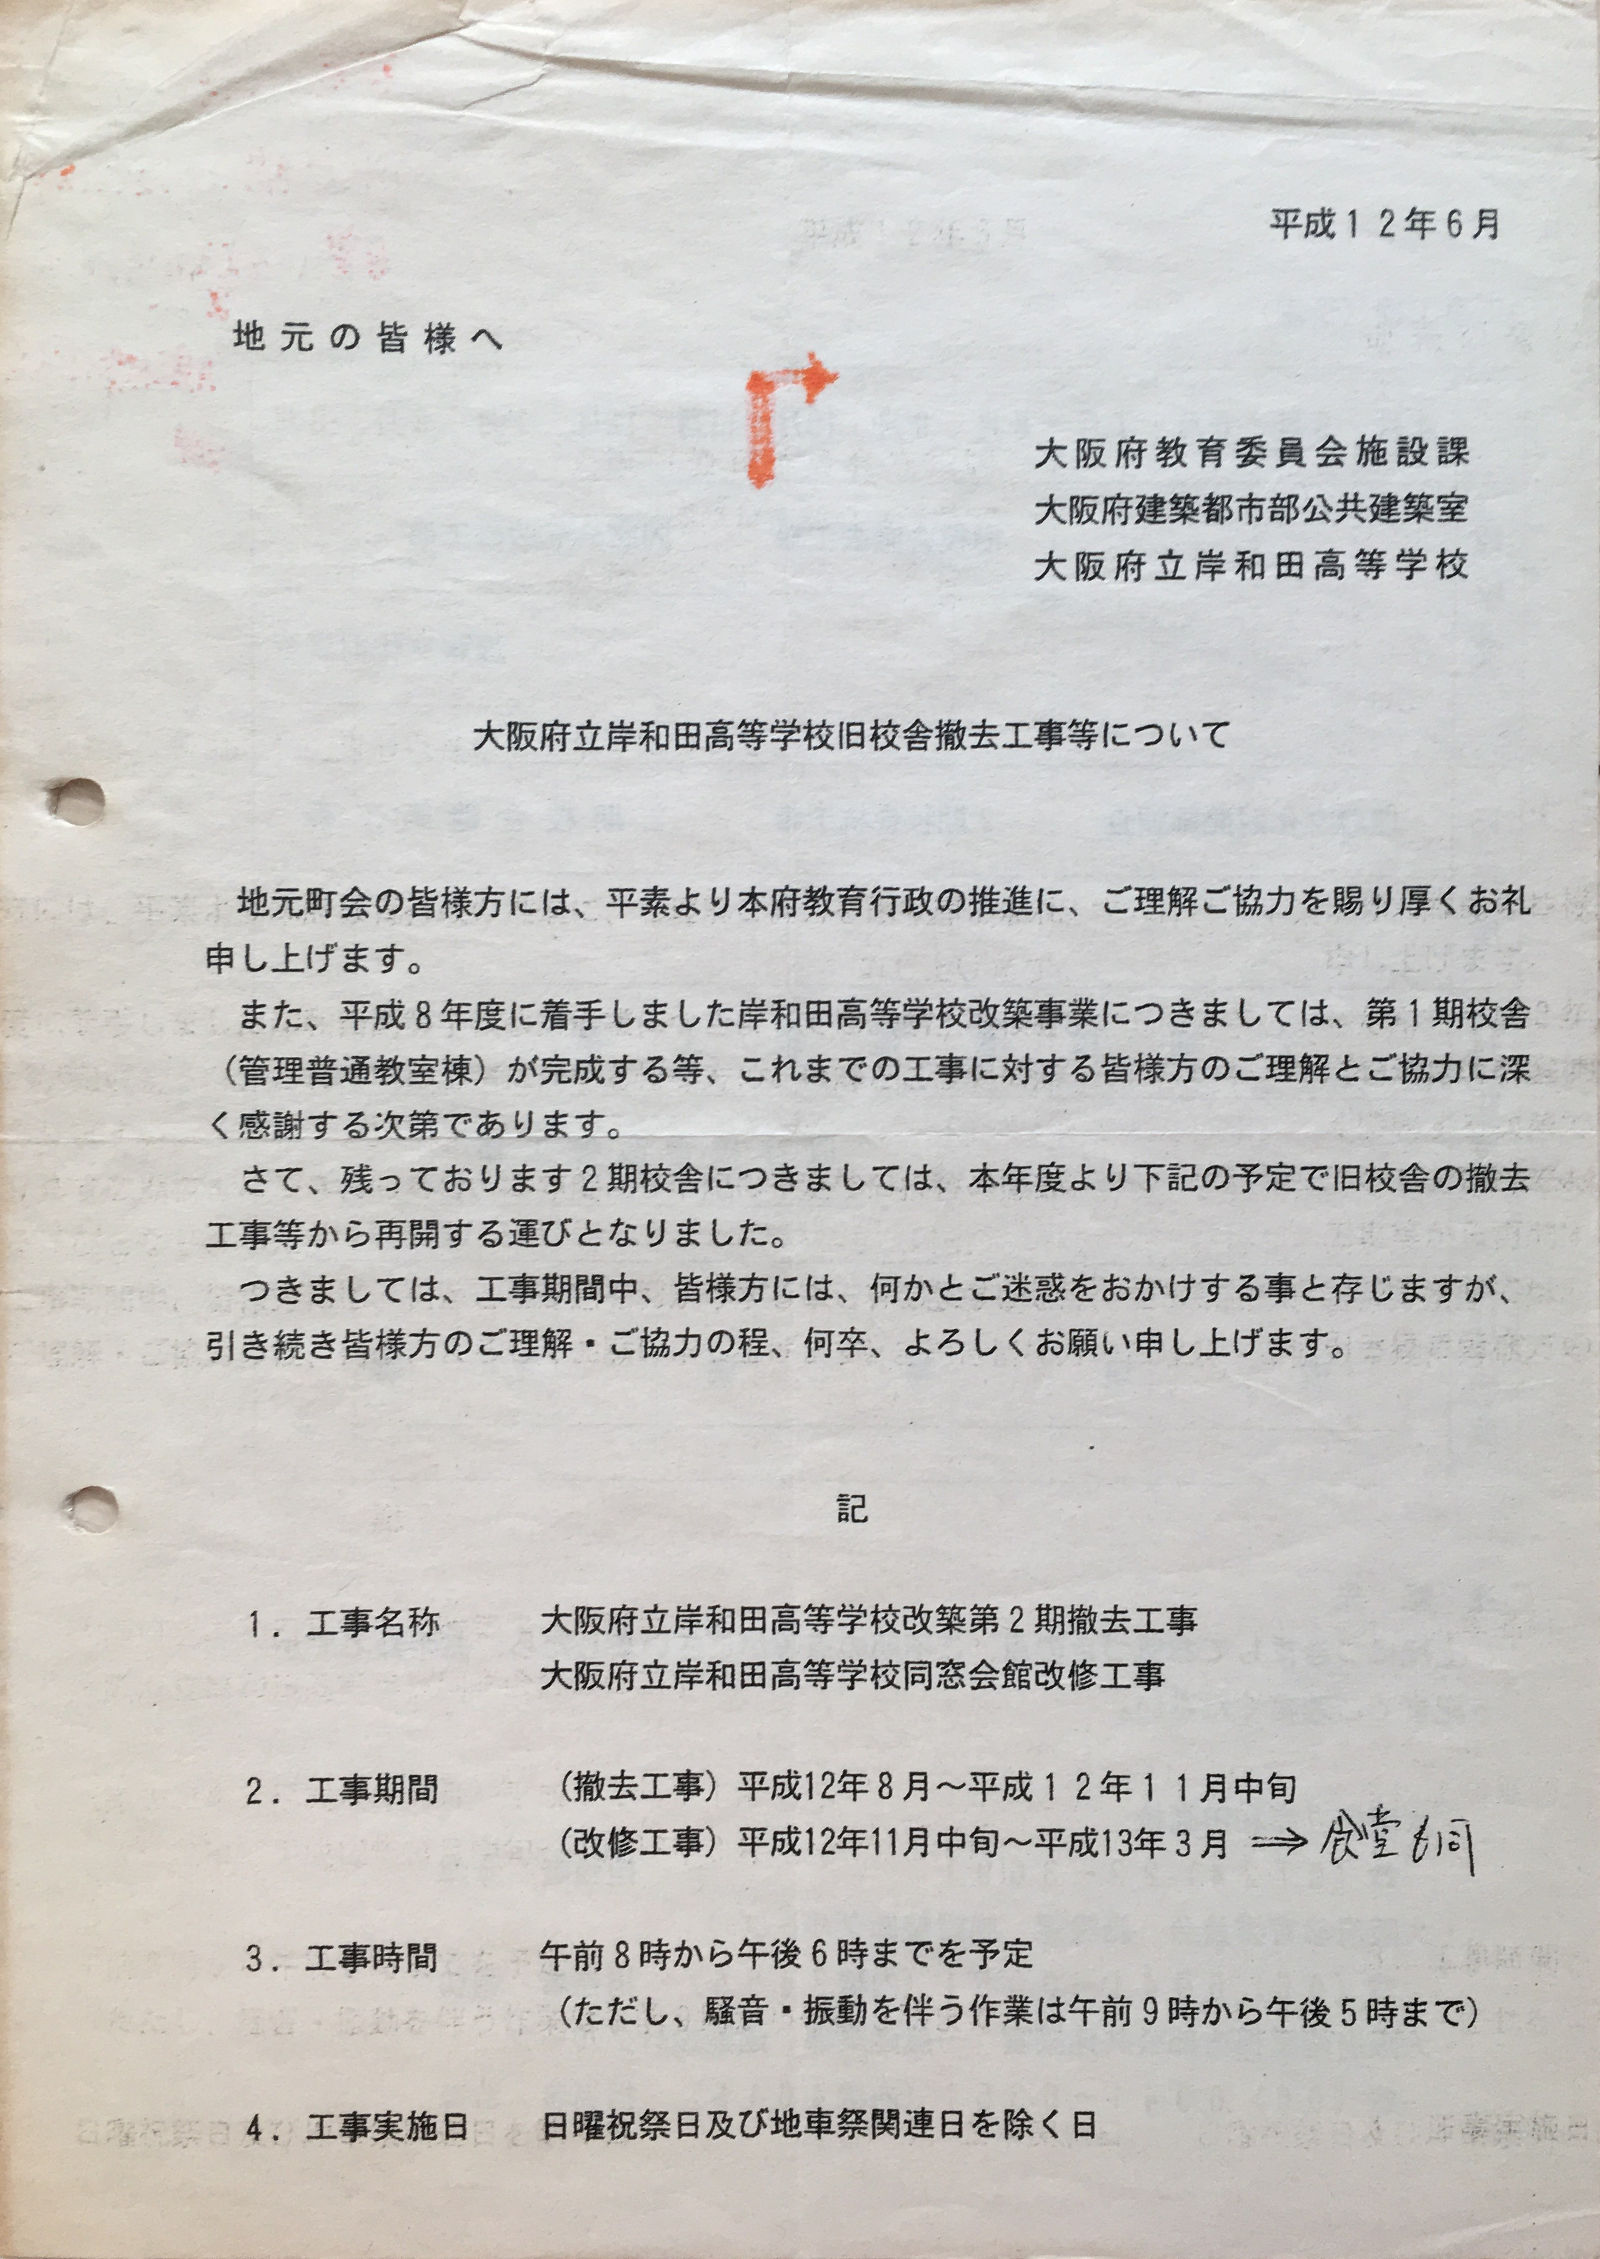 平成１２年６月
地元の皆様へ
大阪府教育委員会施設課
大阪府建築都市部公共建築室
大阪府立岸和田高等学校
大阪府立岸和田高等学校旧校舎撤去工事等について
地元町会の皆様方には、平素より本府教育行政の推進に、ご理解ご協力を賜り厚くお礼
申し上げます。
また、平成８年度に着手しました岸和田高等学校改築事業につきましては、第１期校舎
（管理普通教室棟）が完成する等、これまでの工事に対する皆様方のご理解とご協力に深
く感謝する次第であります。
さて、残っております２期校舎につきましては、本年度より下記の予定で旧校舎の撤去
工事等から再開する運びとなりました。
つきましては、工事期間中、皆様方には、何かとご迷惑をおかけする事と存じますが、
引き続き皆様方のご理解・ご協力の程、何卒、よろしくお願い申し上げます。
記
１．工事名称　大阪府立岸和田高等学校改築第２期撤去工事
大阪府立岸和田高等学校同窓会館改修工事
２．工事期間　（撤去工事）平成12年８月～平成１２年１１月中旬
（改修工事）平成12年11月中旬～平成13年３月 ⇒ 食堂も同
３．工事時間　午前８時から午後６時までを予定
（ただし、騒音・振動を伴う作業は午前９時から午後５時まで）
４．工事実施日　日曜祝祭日及び地車祭関連日を除く日